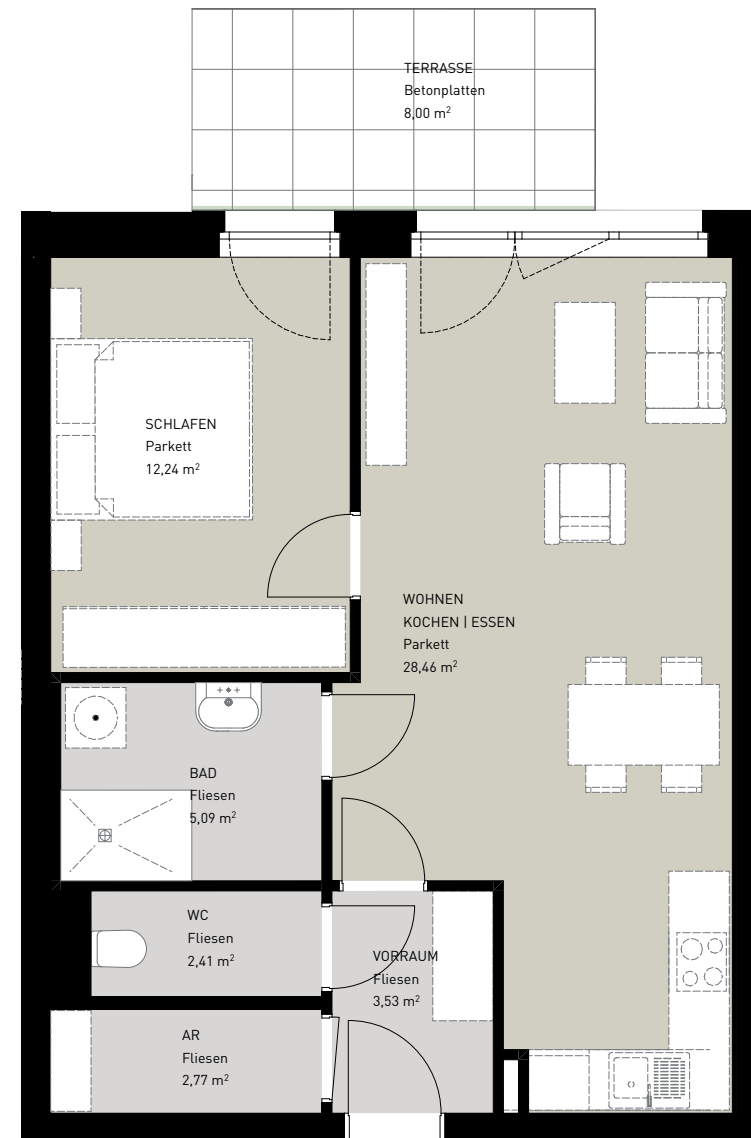 TERRASSE
Betonplatten
8,00 m²
SCHLAFEN
Parkett
12,24 m²
WOHNEN
KOCHEN | ESSEN
Parkett
28,46 m²
BAD
Fliesen
5,09 m²
WC
Fliesen
2,41 m²
VORRAUM
Fliesen
3,53 m²
AR
Fliesen
2,77 m²